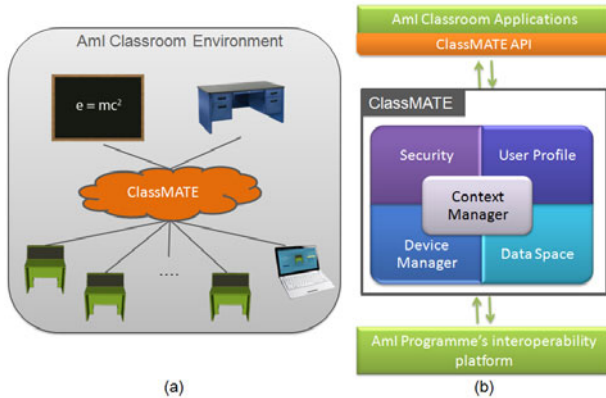 AmI Classroom Environment
e = mc²
ClassMATE
....
(a)
AmI Classroom Applications
ClassMATE API
ClassMATE
Security
User Profile
Context
Manager
Device
Manager
Data Space
AmI Programme's interoperability
platform
(b)